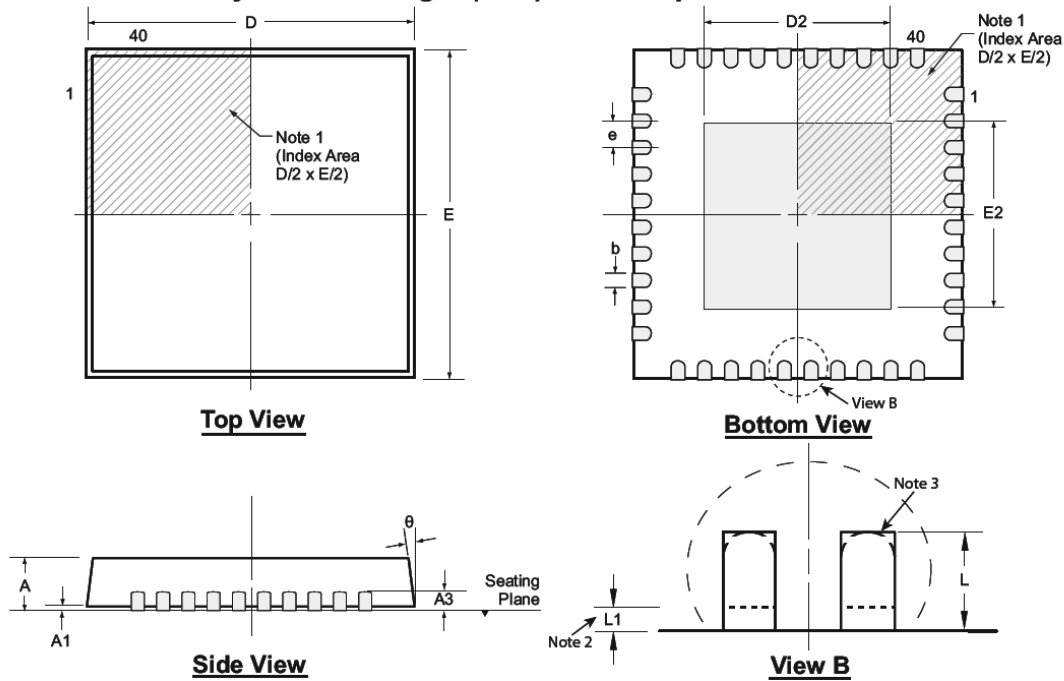 D
40
1
Note 1
(Index Area
D/2 x E/2)
E
Top View
D2
40
Note 1
(Index Area
D/2 x E/2)
1
e
E2
b
View B
Bottom View
θ
A
A1
A3
Seating
Plane
Side View
Note 3
L
L1
Note 2
View B